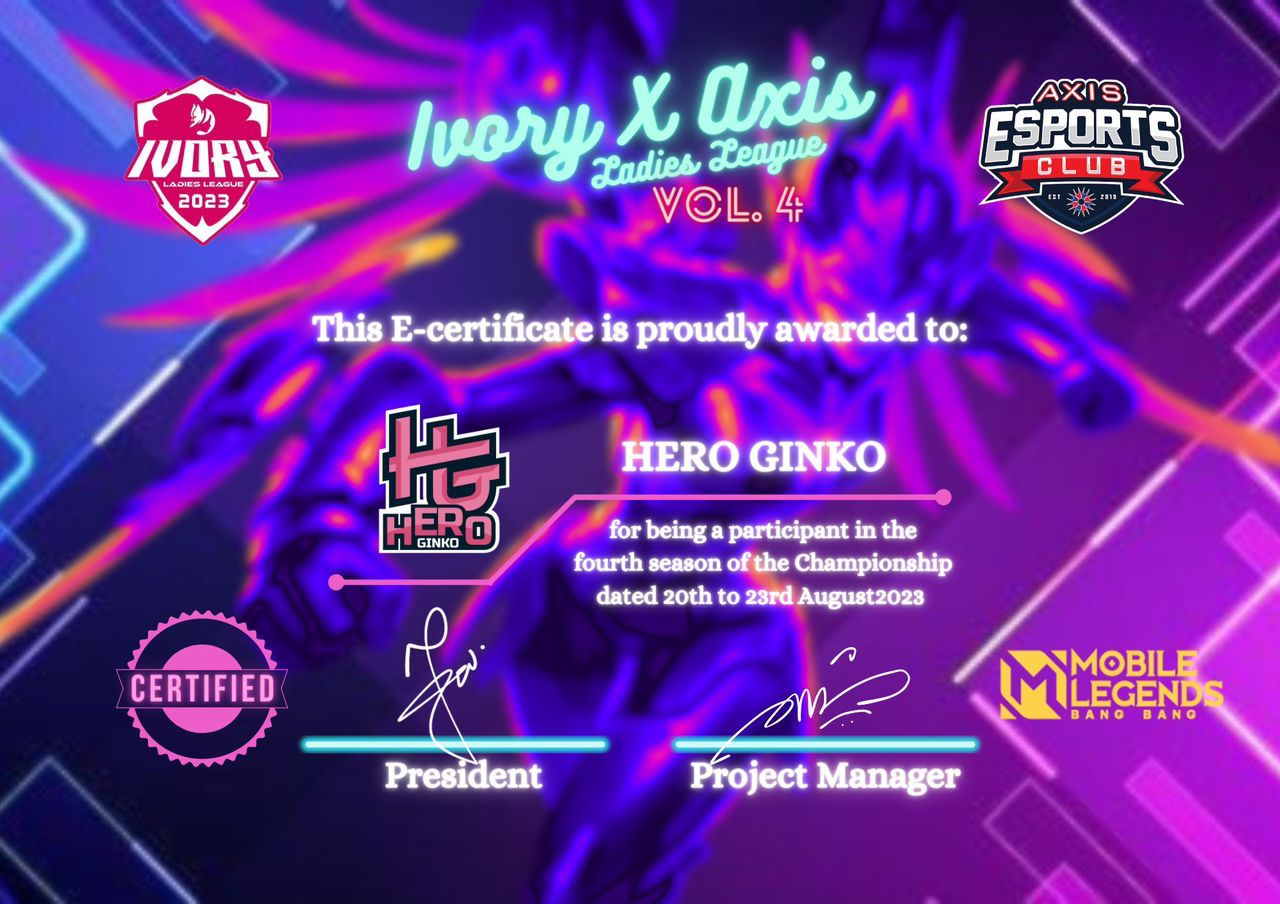 IVORY
LADIES LEAGUE
2023
Ivory X Axis
Ladies League
VOL. 4
AXIS
ESPORTS
CLUB
EST 2019
This E-certificate is proudly awarded to:
HG
HERO
GINKO
HERO GINKO
for being a participant in the
fourth season of the Championship
dated 20th to 23rd August2023
CERTIFIED
President
Project Manager
MOBILE
LEGENDS
BANG BANG